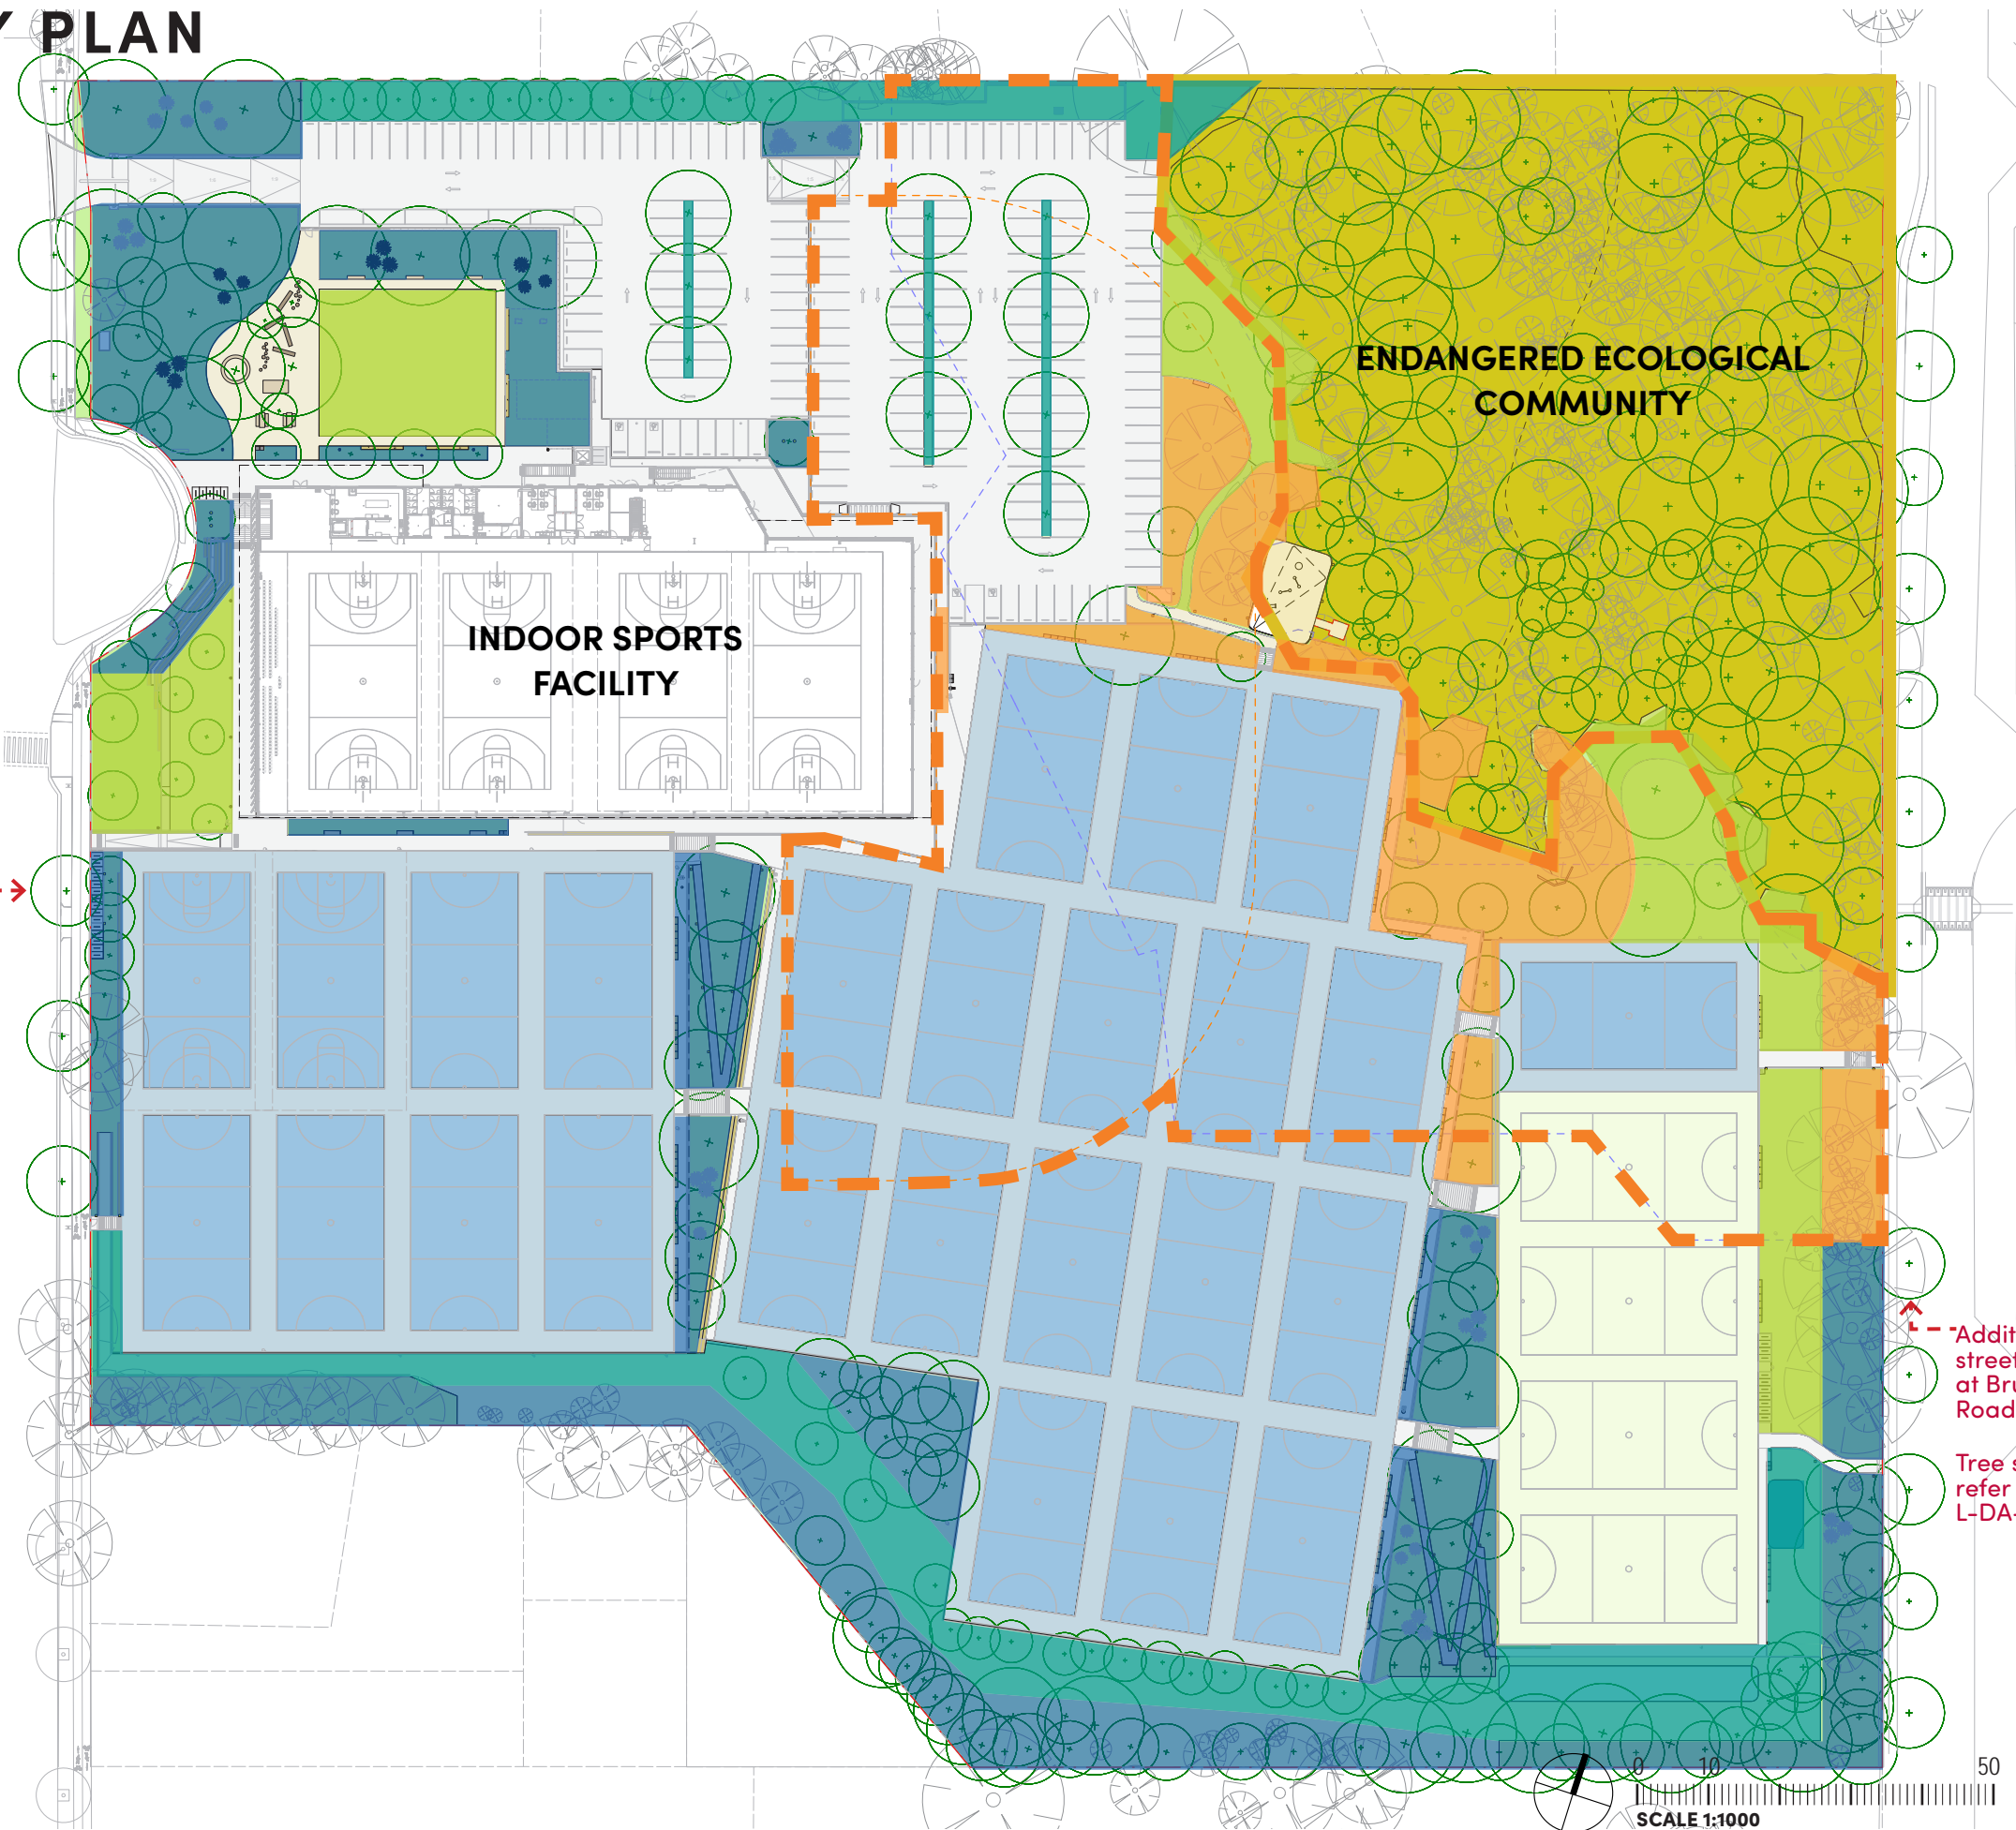 Y PLAN
ENDANGERED ECOLOGICAL
COMMUNITY
INDOOR SPORTS
FACILITY
Addit
street
at Bru
Road
Tree s
refer
L-DA-
0 10 50
SCALE 1:1000